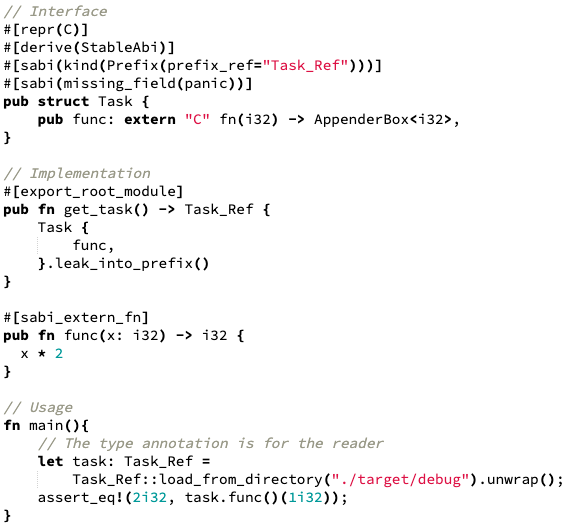 // Interface
#[repr(C)]
#[derive(StableAbi)]
#[sabi(kind(Prefix(prefix_ref="Task_Ref")))]
#[sabi(missing_field(panic))]
pub struct Task {
    pub func: extern "C" fn(i32) -> AppenderBox<i32>,
}

// Implementation
#[export_root_module]
pub fn get_task() -> Task_Ref {
    Task {
        func,
    }.leak_into_prefix()
}

#[sabi_extern_fn]
pub fn func(x: i32) -> i32 {
  x * 2
}

// Usage
fn main(){
    // The type annotation is for the reader
    let task: Task_Ref =
        Task_Ref::load_from_directory("./target/debug").unwrap();
    assert_eq!(2i32, task.func()(1i32));
}